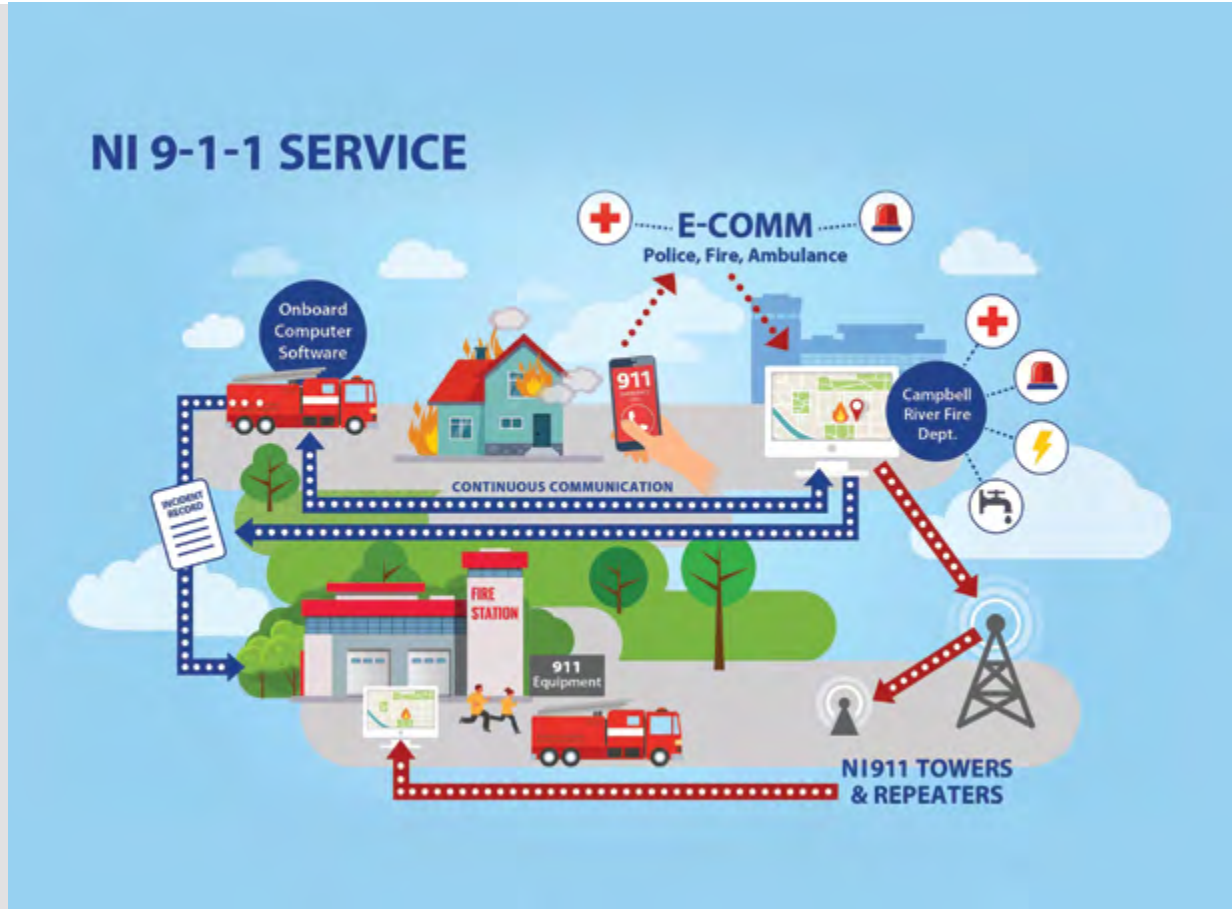 NI 9-1-1 SERVICE
E-COMM
Police, Fire, Ambulance
Onboard
Computer
Software
911
Campbell
River Fire
Dept.
CONTINUOUS COMMUNICATION
INCIDENT
RECORD
FIRE
STATION
911
Equipment
NI911 TOWERS
& REPEATERS